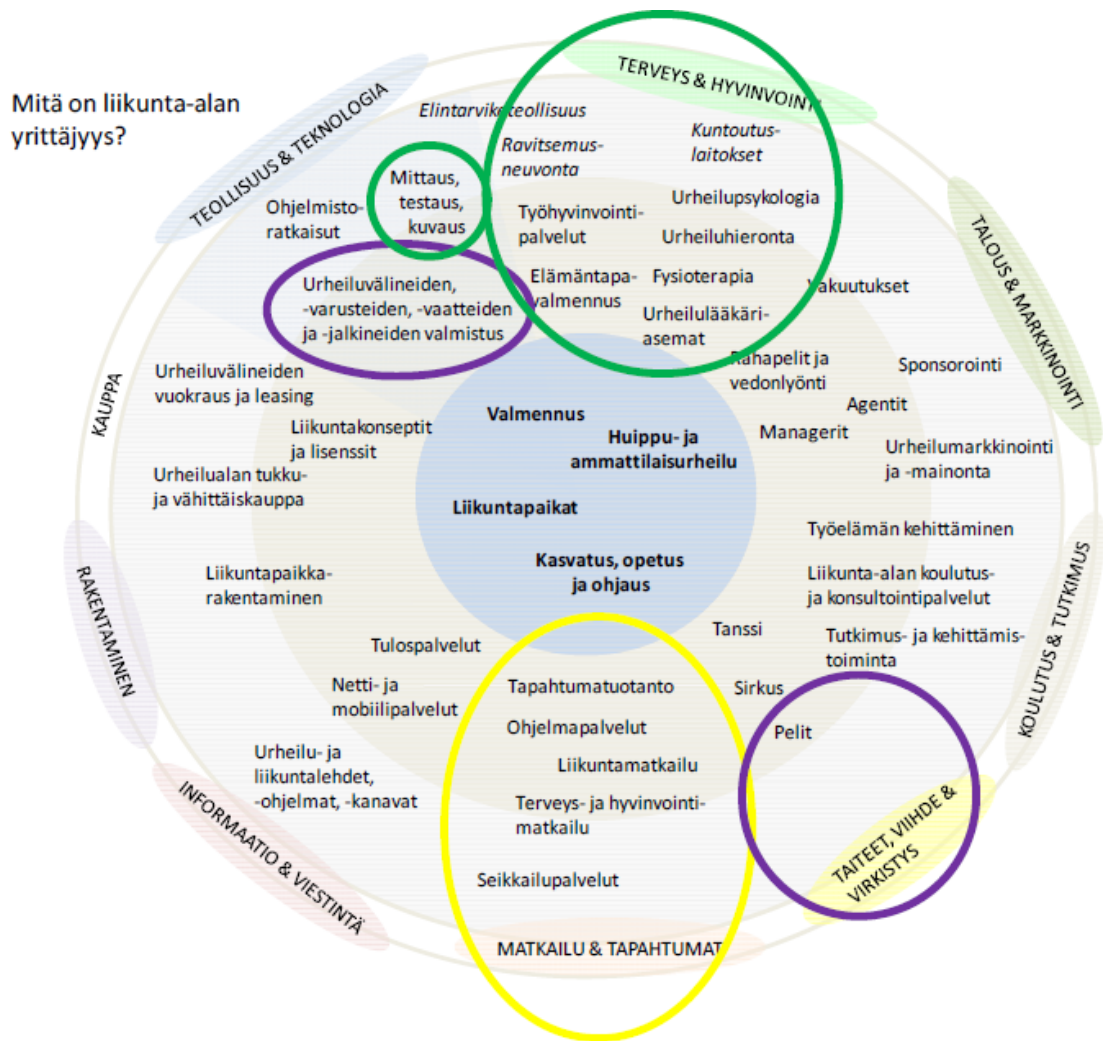 Mitä on liikunta-alan
yrittäjyys?
TEOLLISUUS & TEKNOLOGIA
Elintarviketeollisuus
Mittaus,
testaus,
kuvaus
Ohjelmisto-
ratkaisut
Urheiluvälineiden,
-varusteiden, -vaatteiden
ja -jalkineiden valmistus
TERVEYS & HYVINVOINTI
Ravitsemus-
neuvonta
Kuntoutus-
laitokset
Urheilupsykologia
Työhyvinvointi-
palvelut
Urheiluhieronta
Elämäntapa-
valmennus
Fysioterapia
Urheilulääkäri-
asemat
TALOUS & MARKKINOINTI
Vakuutukset
Rahapelit ja
vedonlyönti
Sponsorointi
Agentit
Managerit
Urheilumarkkinointi
ja -mainonta
KAUPPA
Urheiluvälineiden
vuokraus ja leasing
Liikuntakonseptit
ja lisenssit
Urheilualan tukku-
ja vähittäiskauppa
Valmennus
Huippu- ja
ammattilaisurheilu
Liikuntapaikat
Kasvatus, opetus
ja ohjaus
KOULUTUS & TUTKIMUS
Työelämän kehittäminen
Liikunta-alan koulutus-
ja konsultointipalvelut
Tutkimus- ja kehittämis-
toiminta
RAKENTAMINEN
Liikuntapaikka-
rakentaminen
INFORMAATIO & VIESTINTÄ
Tulospalvelut
Netti- ja
mobiilipalvelut
Urheilu- ja
liikuntalehdet,
-ohjelmat, -kanavat
Tapahtumatuotanto
Ohjelmapalvelut
Liikuntamatkailu
Terveys- ja hyvinvointi-
matkailu
Seikkailupalvelut
MATKAILU & TAPAHTUMAT
Tanssi
Sirkus
Pelit
TAITEET, VIIHDE &
VIRKISTYS